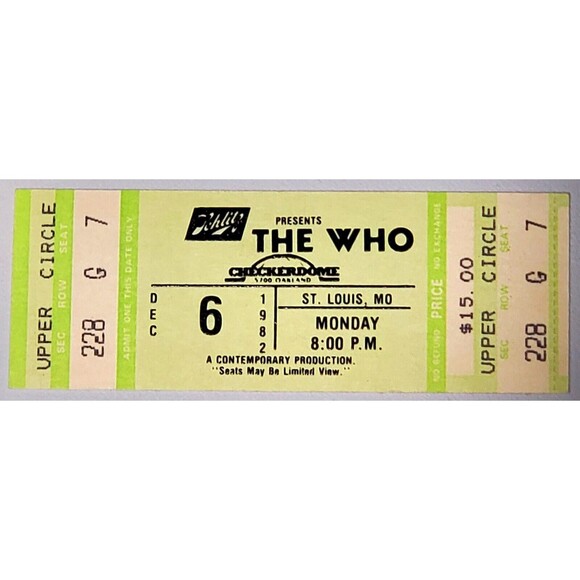 UPPER CIRCLE
SEC ROW SEAT
228 G 7
ADMIT ONE THIS DATE ONLY
Schlitz
PRESENTS
THE WHO
CHECKERDOME
5700 OAKLAND
DEC 6 1982
ST. LOUIS, MO
MONDAY
8:00 P.M.
A CONTEMPORARY PRODUCTION.
"Seats May Be Limited View."
NO REFUND PRICE NO EXCHANGE
$15.00
UPPER CIRCLE
SEC ROW SEAT
228 G 7